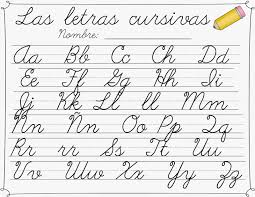 Las letras cursivas
Nombre:
Aa Bb Cc Ch Dd
Ee Ff Gg Hh Ii
Jj Kk Ll Ll Mm
Nn Ññ Oo Pp Qq
Rr rr Ss Tt Uu
Vv Ww Xx Yy Zz